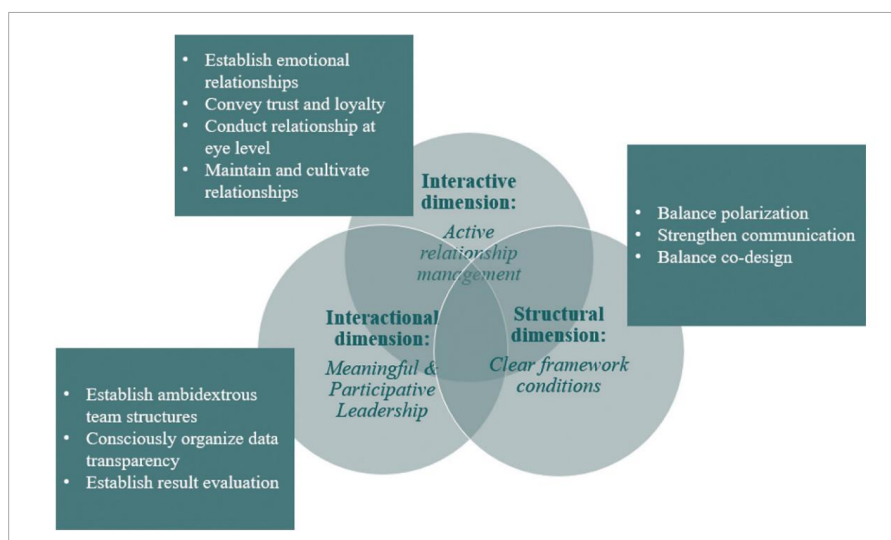 • Establish emotional
relationships
• Convey trust and loyalty
• Conduct relationship at
eye level
• Maintain and cultivate
relationships
Interactive
dimension:
Active
relationship
management
• Balance polarization
• Strengthen communication
• Balance co-design
Interactional
dimension:
Meaningful &
Participative
Leadership
Structural
dimension:
Clear framework
conditions
• Establish ambidextrous
team structures
• Consciously organize data
transparency
• Establish result evaluation